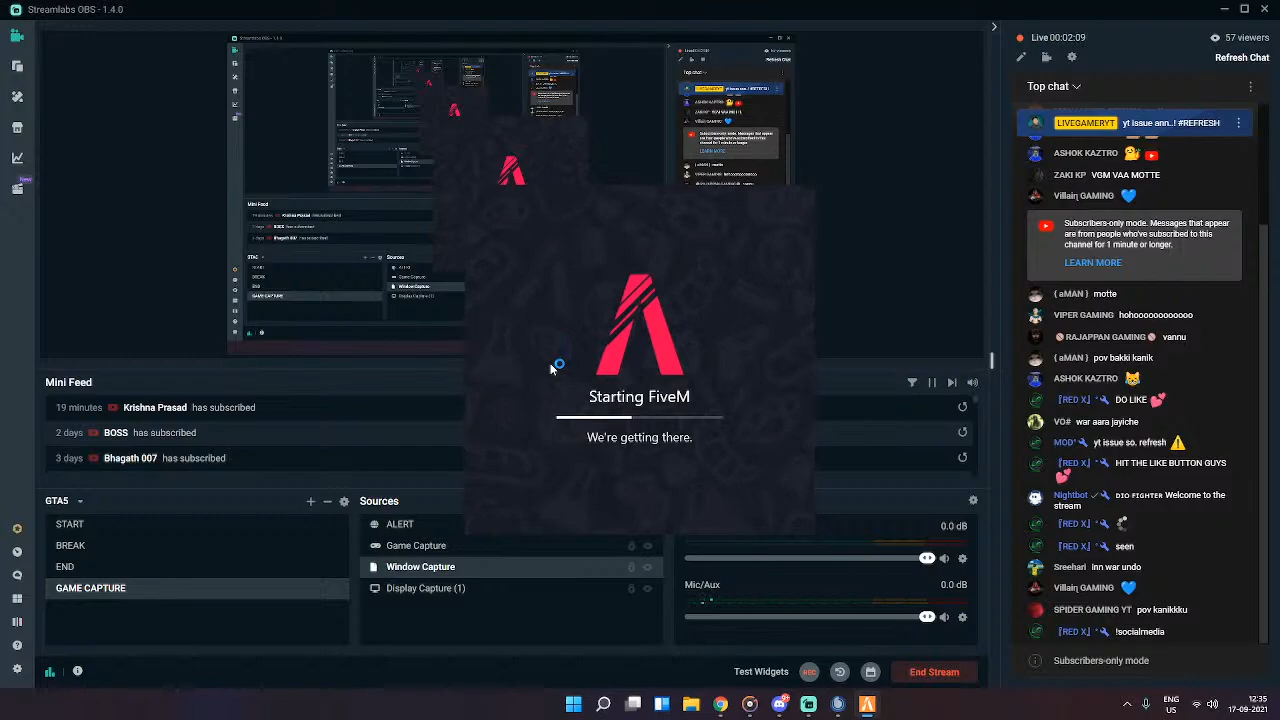 Streamlabs OBS - 1.4.0
Live 00:02:09
57 viewers
Refresh Chat
Top chat
LIVEGAMERYT yt issue..! #REFRESH
ASHOK KAZTRO
ZAKI KP VGM VAA MOTTE
Villain GAMING
Subscribers-only mode. Messages that appear
are from people who've subscribed to this
channel for 1 minute or longer.
LEARN MORE
{ aMAN } motte
VIPER GAMING hohoooooooooo
RAJAPPAN GAMING vannu
{ aMAN } pov bakki kanik
ASHOK KAZTRO
[RED X] DO LIKE
VO# war aara jayiche
MOD yt issue so, refresh
[RED X] HIT THE LIKE BUTTON GUYS
Nightbot DIO FIGHTER Welcome to the
stream
[RED X]
[RED X] seen
Sreeharl Inn war undo
Villain GAMING
SPIDER GAMING YT pov kanikku
[RED X] !socialmedia
Subscribers-only mode
New
Mini Feed
19 minutes Krishna Prasad has subscribed
2 days BOSS has subscribed
3 days Bhagath 007 has subscribed
Starting FiveM
We're getting there.
GTA5
START
BREAK
END
GAME CAPTURE
Sources
ALERT
Game Capture
Window Capture
Display Capture (1)
0.0 dB
Mic/Aux
0.0 dB
Test Widgets
REC
End Stream
ENG
US
12:35
17-09-2021